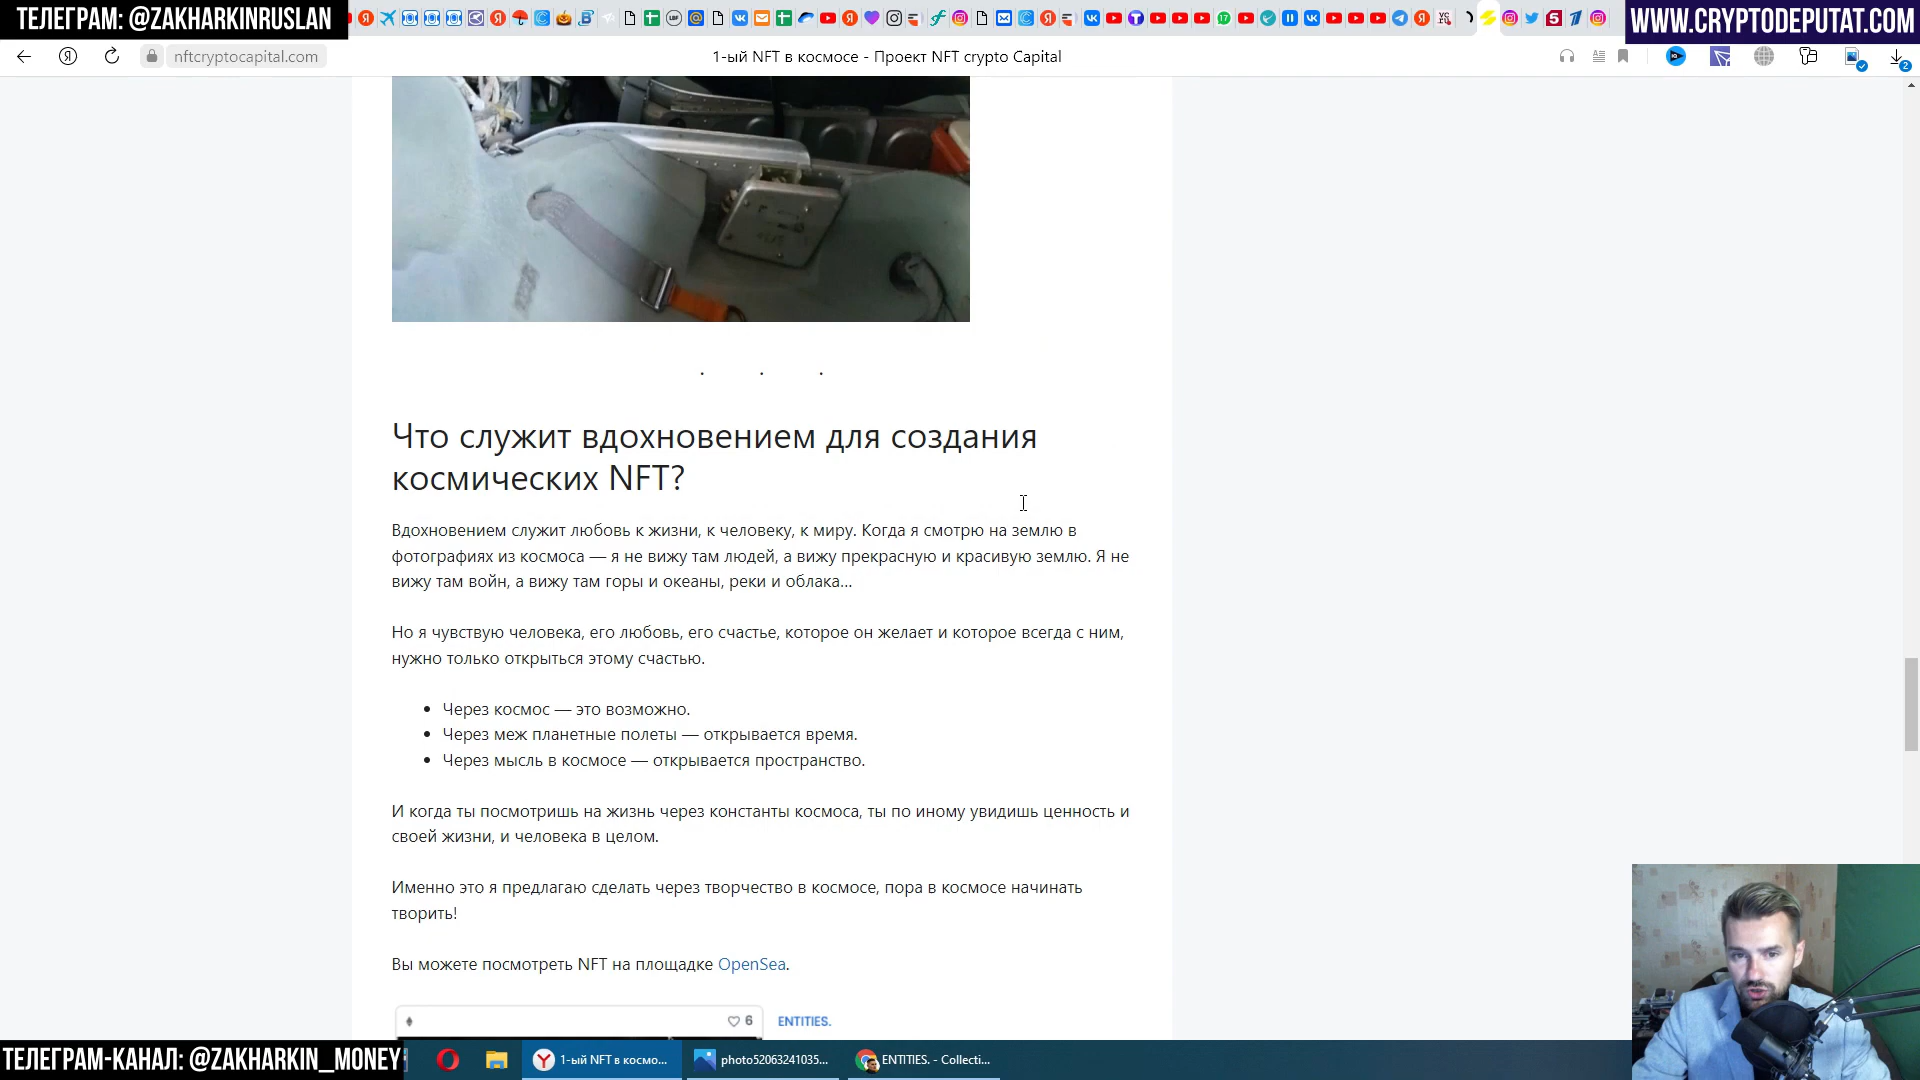 ТЕЛЕГРАМ: @ZAKHARKINRUSLAN
WWW.CRYPTODEPUTAT.COM
nftcryptocapital.com
1-ый NFT в космосе - Проект NFT crypto Capital
Что служит вдохновением для создания
космических NFT?
Вдохновением служит любовь к жизни, к человеку, к миру. Когда я смотрю на землю в
фотографиях из космоса — я не вижу там людей, а вижу прекрасную и красивую землю. Я не
вижу там войн, а вижу там горы и океаны, реки и облака...
Но я чувствую человека, его любовь, его счастье, которое он желает и которое всегда с ним,
нужно только открыться этому счастью.
• Через космос — это возможно.
• Через меж планетные полеты — открывается время.
• Через мысль в космосе — открывается пространство.
И когда ты посмотришь на жизнь через константы космоса, ты по иному увидишь ценность и
своей жизни, и человека в целом.
Именно это я предлагаю сделать через творчество в космосе, пора в космосе начинать
творить!
Вы можете посмотреть NFT на площадке OpenSea.
6
ENTITIES.
ТЕЛЕГРАМ-КАНАЛ: @ZAKHARKIN_MONEY
1-ый NFT в космо...
photo52063241035...
ENTITIES. - Collecti...